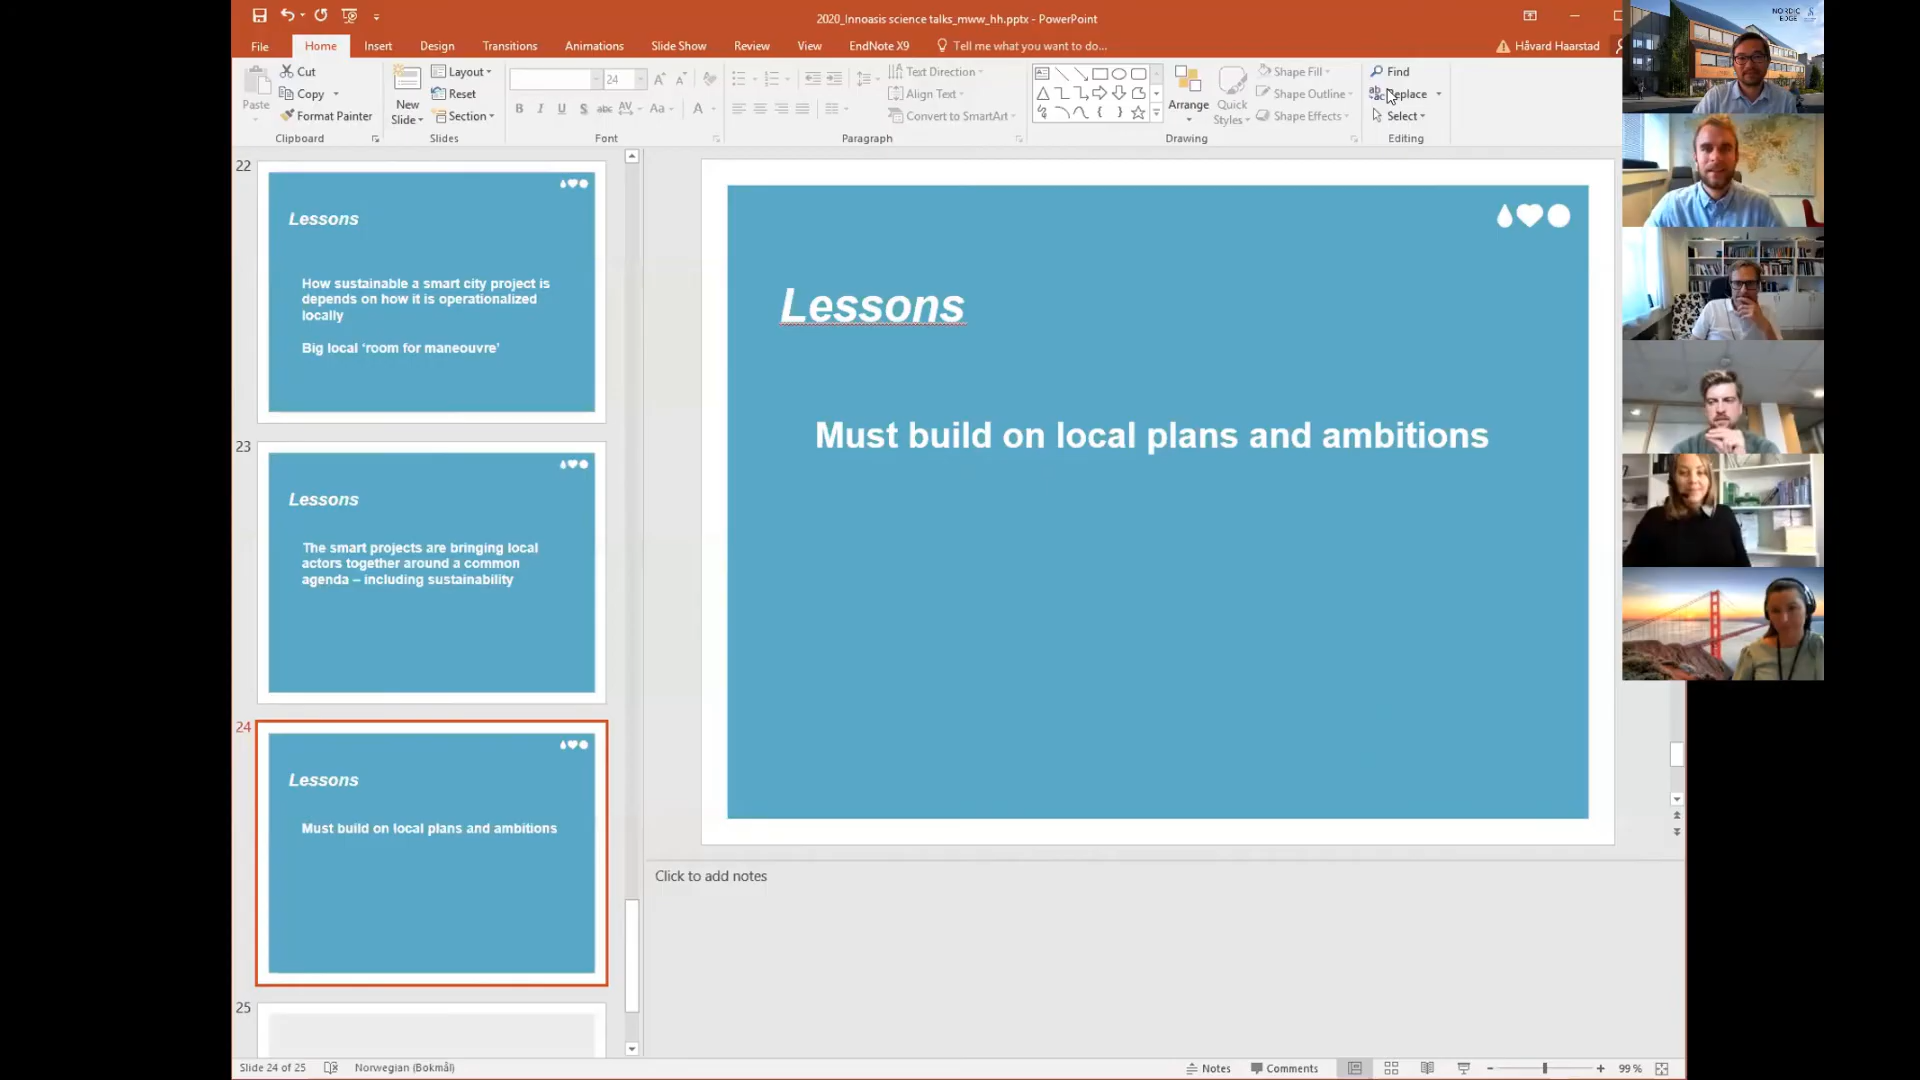 2020_Innoasis science talks_mww_hh.pptx - PowerPoint
File Home Insert Design Transitions Animations Slide Show Review View EndNote X9 Tell me what you want to do... Håvard Haarstad
Paste
Cut
Copy
Format Painter
Clipboard
New Slide
Layout
Reset
Section
Slides
24
B I U S abc AV Aa A
Font
Text Direction
Align Text
Convert to SmartArt
Paragraph
Arrange
Quick Styles
Shape Fill
Shape Outline
Shape Effects
Drawing
Find
Replace
Select
Editing
NORDIC
EDGE
22
Lessons
How sustainable a smart city project is
depends on how it is operationalized
locally
Big local ‘room for maneouvre’
23
Lessons
The smart projects are bringing local
actors together around a common
agenda – including sustainability
24
Lessons
Must build on local plans and ambitions
25
Lessons
Must build on local plans and ambitions
Click to add notes
Slide 24 of 25 Norwegian (Bokmål) Notes Comments 99 %